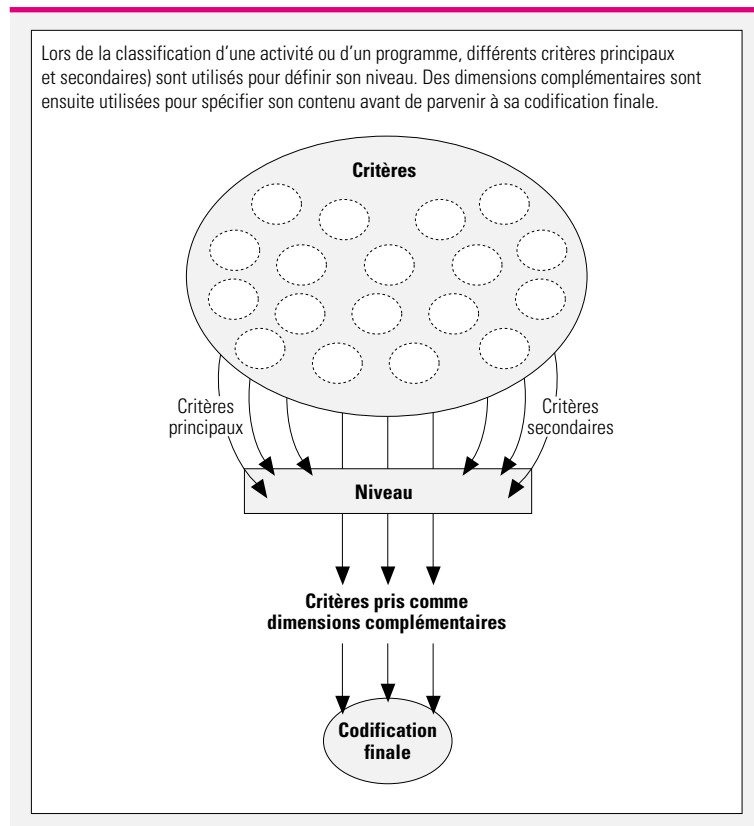 Lors de la classification d'une activité ou d'un programme, différents critères principaux
et secondaires) sont utilisés pour définir son niveau. Des dimensions complémentaires sont
ensuite utilisées pour spécifier son contenu avant de parvenir à sa codification finale.
Critères
Critères
principaux
Critères
secondaires
Niveau
Critères pris comme
dimensions complémentaires
Codification
finale